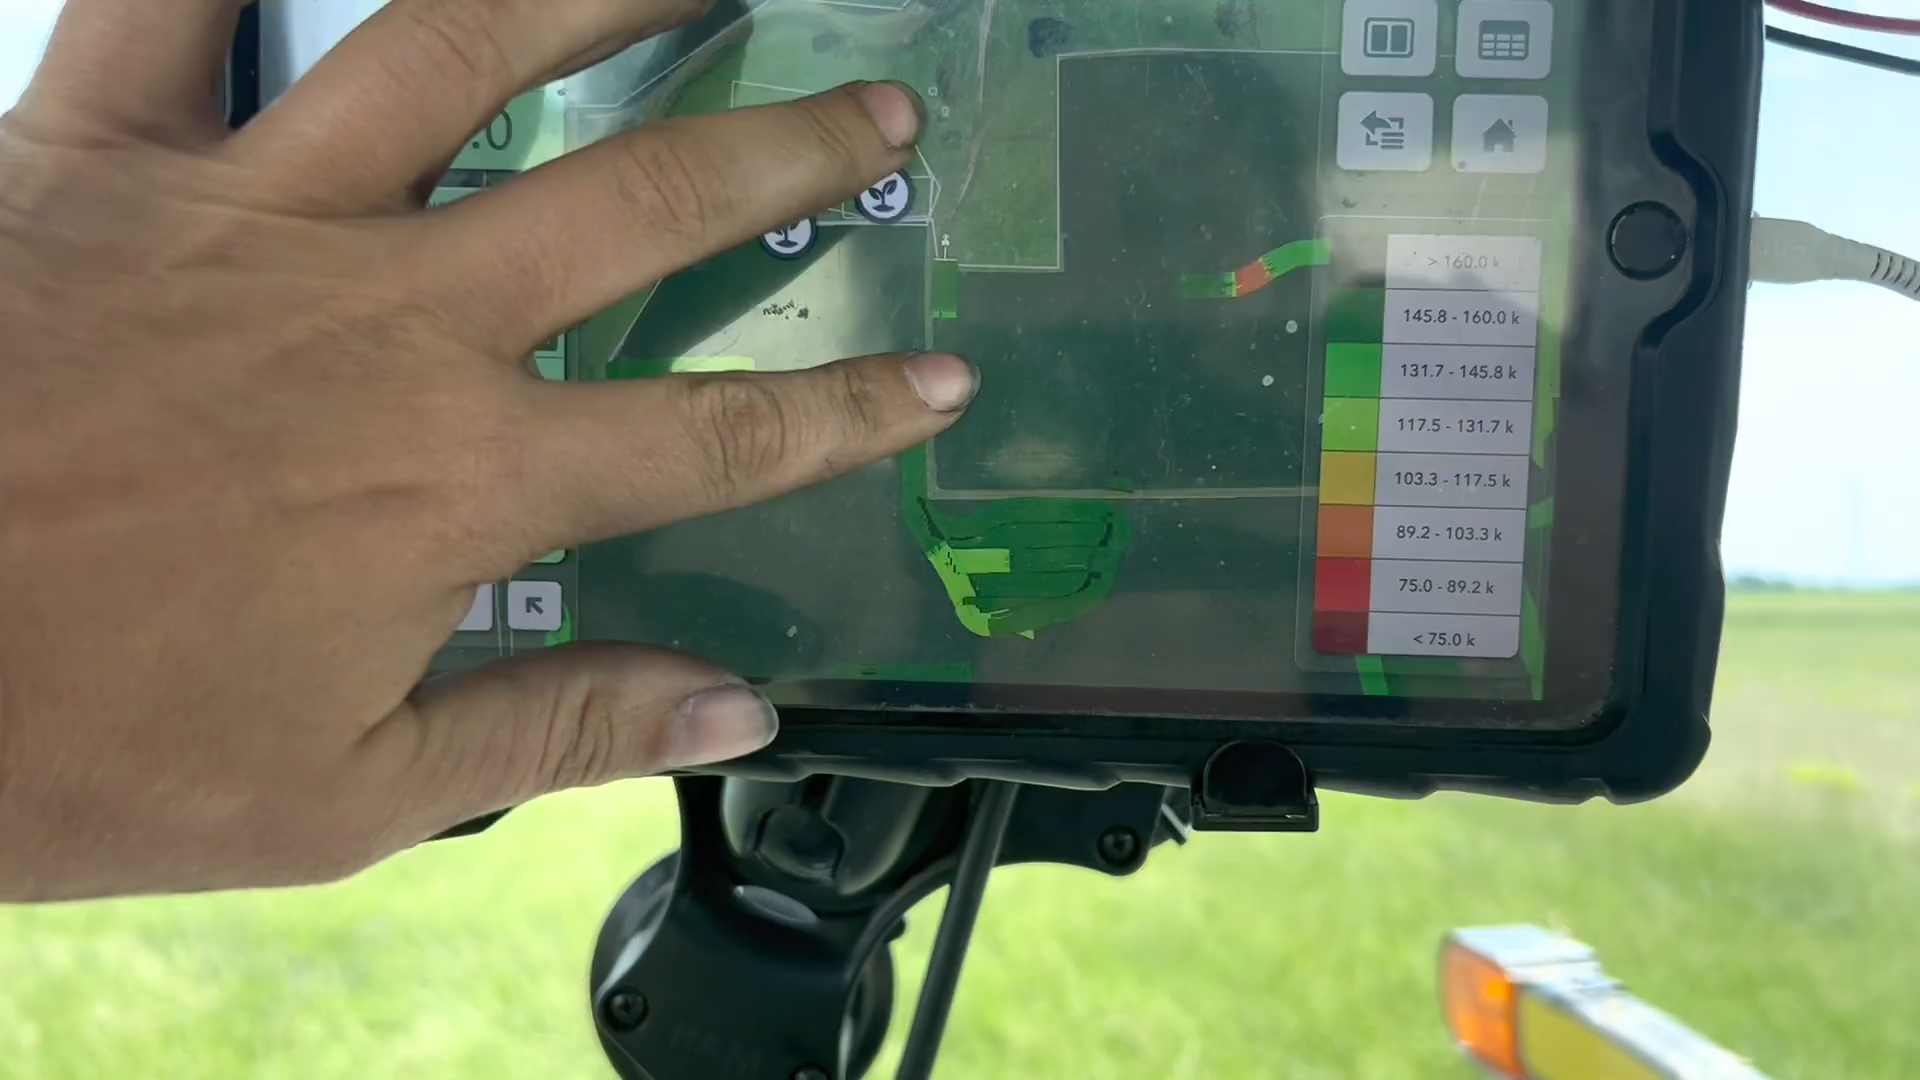 .0
> 160.0 k
145.8 - 160.0 k
131.7 - 145.8 k
117.5 - 131.7 k
103.3 - 117.5 k
89.2 - 103.3 k
75.0 - 89.2 k
< 75.0 k